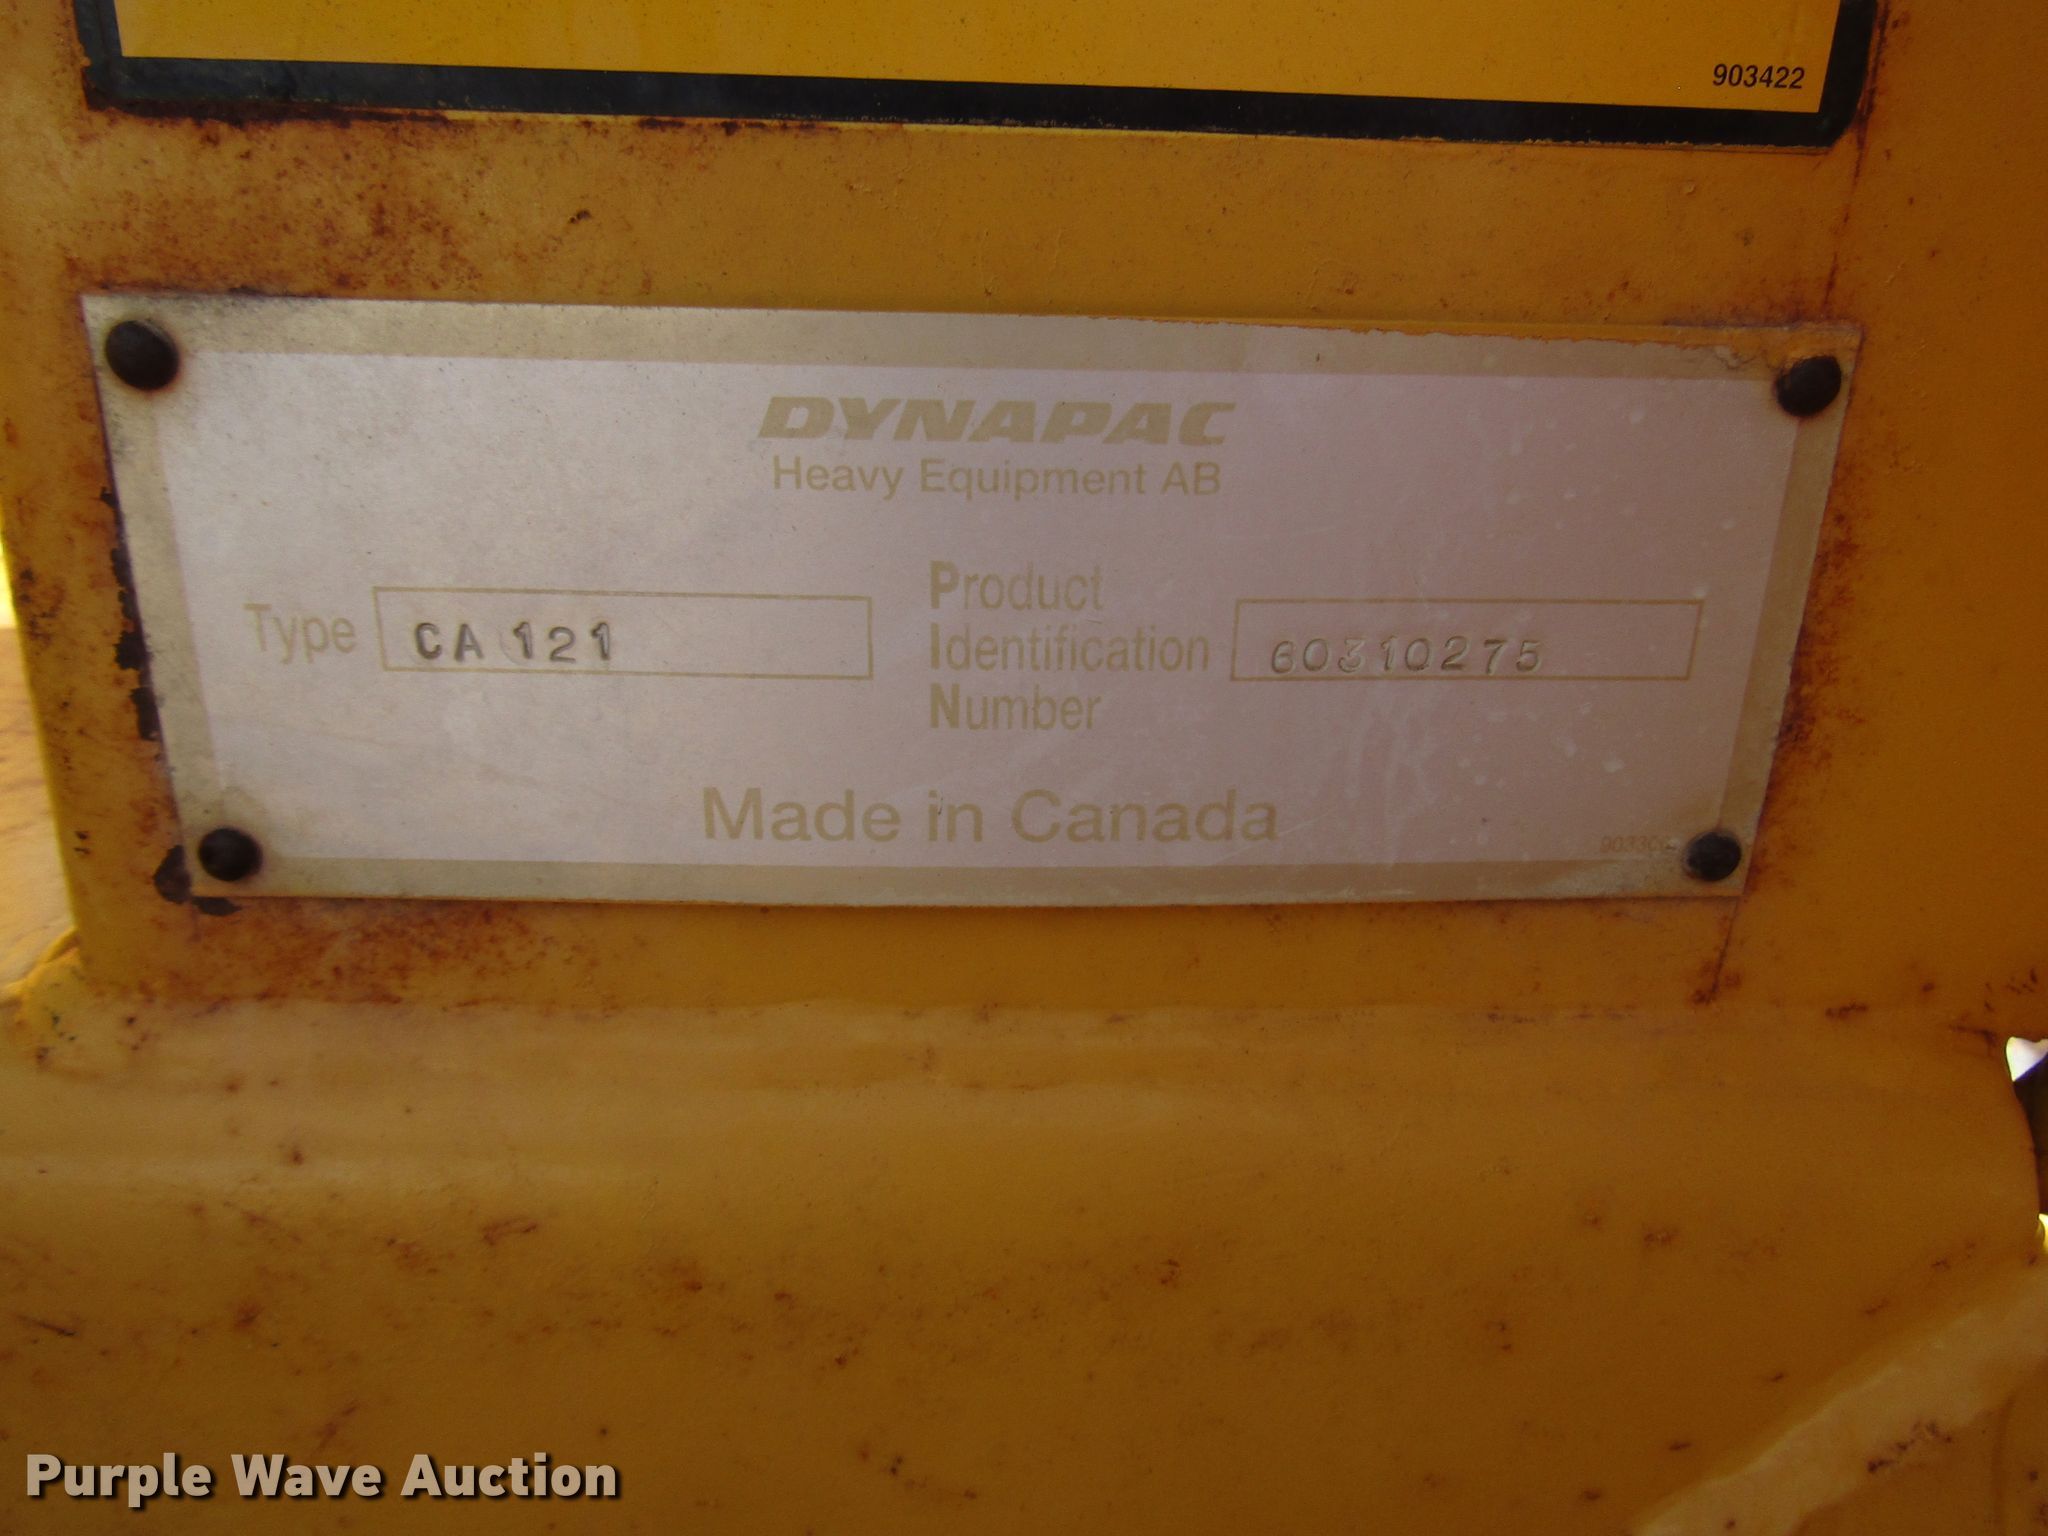 903422
DYNAPAC
Heavy Equipment AB
Type CA 121
Product
Identification 60310275
Number
Made in Canada
Purple Wave Auction